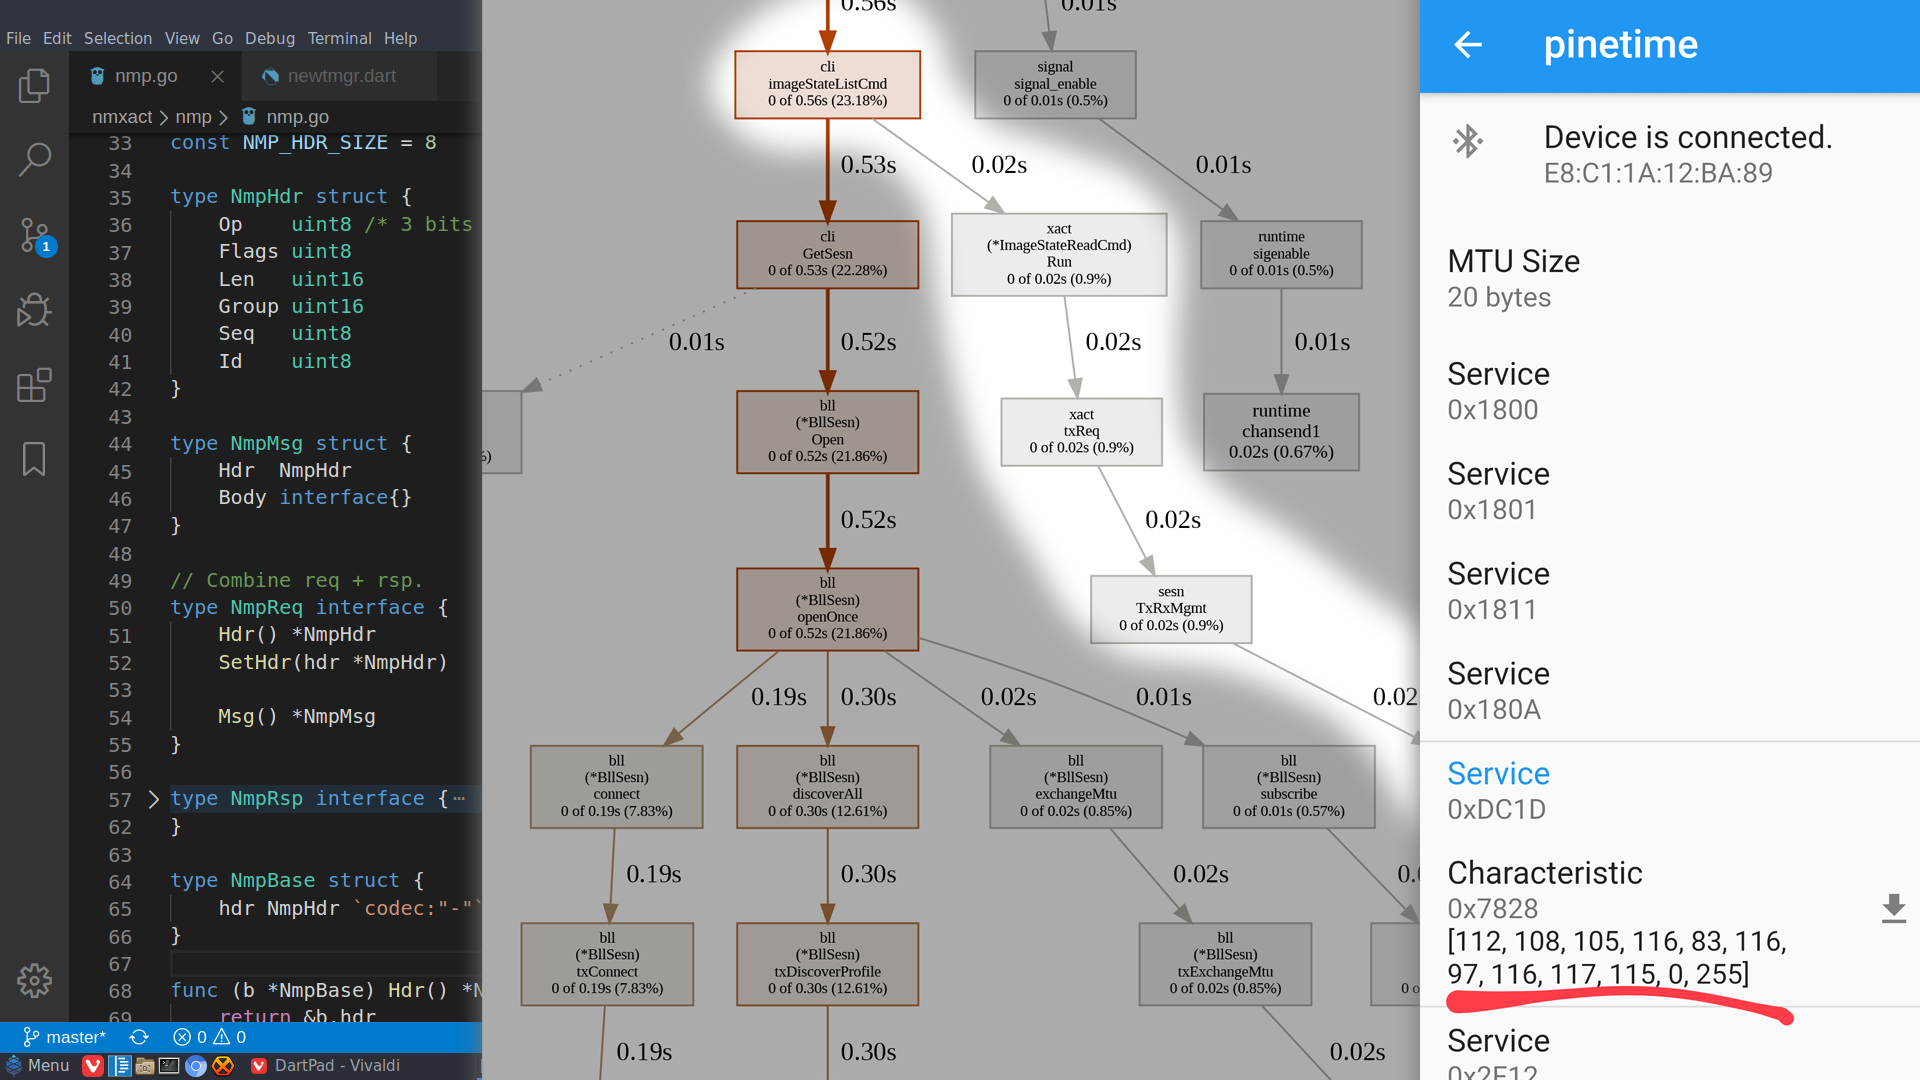 File Edit Selection View Go Debug Terminal Help
nmp.go
newtmgr.dart
nmxact > nmp > nmp.go
33 const NMP_HDR_SIZE = 8
34
35 type NmpHdr struct {
36 Op uint8 /* 3 bits
37 Flags uint8
38 Len uint16
39 Group uint16
40 Seq uint8
41 Id uint8
42 }
43
44 type NmpMsg struct {
45 Hdr NmpHdr
46 Body interface{}
47 }
48
49 // Combine req + rsp.
50 type NmpReq interface {
51 Hdr() *NmpHdr
52 SetHdr(hdr *NmpHdr)
53
54 Msg() *NmpMsg
55 }
56
57 type NmpRsp interface {…
62 }
63
64 type NmpBase struct {
65 hdr NmpHdr `codec:"-"`
66 }
67
68 func (b *NmpBase) Hdr() *N
69 return &b.hdr
1
master* 0 0
Menu
DartPad - Vivaldi
0.56s
0.01s
cli
imageStateListCmd
0 of 0.56s (23.18%)
signal
signal_enable
0 of 0.01s (0.5%)
0.53s
0.02s
0.01s
cli
GetSesn
0 of 0.53s (22.28%)
xact
(*ImageStateReadCmd)
Run
0 of 0.02s (0.9%)
runtime
sigenable
0 of 0.01s (0.5%)
0.01s
0.52s
0.02s
0.01s
%)
bll
(*BllSesn)
Open
0 of 0.52s (21.86%)
xact
txReq
0 of 0.02s (0.9%)
runtime
chansend1
0.02s (0.67%)
0.52s
0.02s
bll
(*BllSesn)
openOnce
0 of 0.52s (21.86%)
sesn
TxRxMgmt
0 of 0.02s (0.9%)
0.19s
0.30s
0.02s
0.01s
0.02
bll
(*BllSesn)
connect
0 of 0.19s (7.83%)
bll
(*BllSesn)
discoverAll
0 of 0.30s (12.61%)
bll
(*BllSesn)
exchangeMtu
0 of 0.02s (0.85%)
bll
(*BllSesn)
subscribe
0 of 0.01s (0.57%)
0.19s
0.30s
0.02s
0.0
bll
(*BllSesn)
txConnect
0 of 0.19s (7.83%)
bll
(*BllSesn)
txDiscoverProfile
0 of 0.30s (12.61%)
bll
(*BllSesn)
txExchangeMtu
0 of 0.02s (0.85%)
0 o
0.19s
0.30s
0.02s
pinetime
Device is connected.
E8:C1:1A:12:BA:89
MTU Size
20 bytes
Service
0x1800
Service
0x1801
Service
0x1811
Service
0x180A
Service
0xDC1D
Characteristic
0x7828
[112, 108, 105, 116, 83, 116,
97, 116, 117, 115, 0, 255]
Service